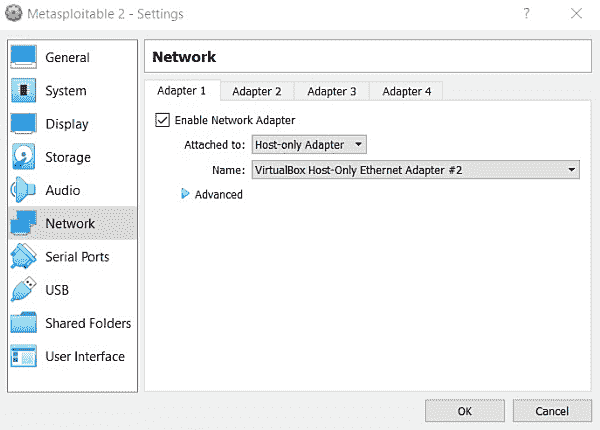 Metasploitable 2 - Settings
?
General
System
Display
Storage
Audio
Network
Serial Ports
USB
Shared Folders
User Interface
Network
Adapter 1 Adapter 2 Adapter 3 Adapter 4
Enable Network Adapter
Attached to: Host-only Adapter
Name: VirtualBox Host-Only Ethernet Adapter #2
Advanced
OK Cancel